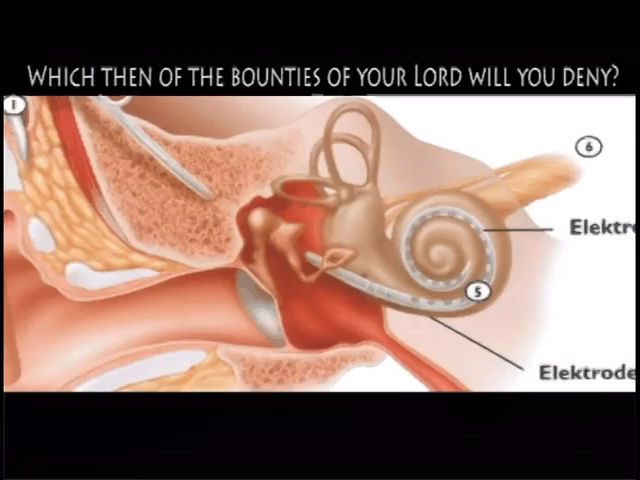 Which then of the bounties of your Lord will you deny?
1
6
Elektr
5
Elektrode